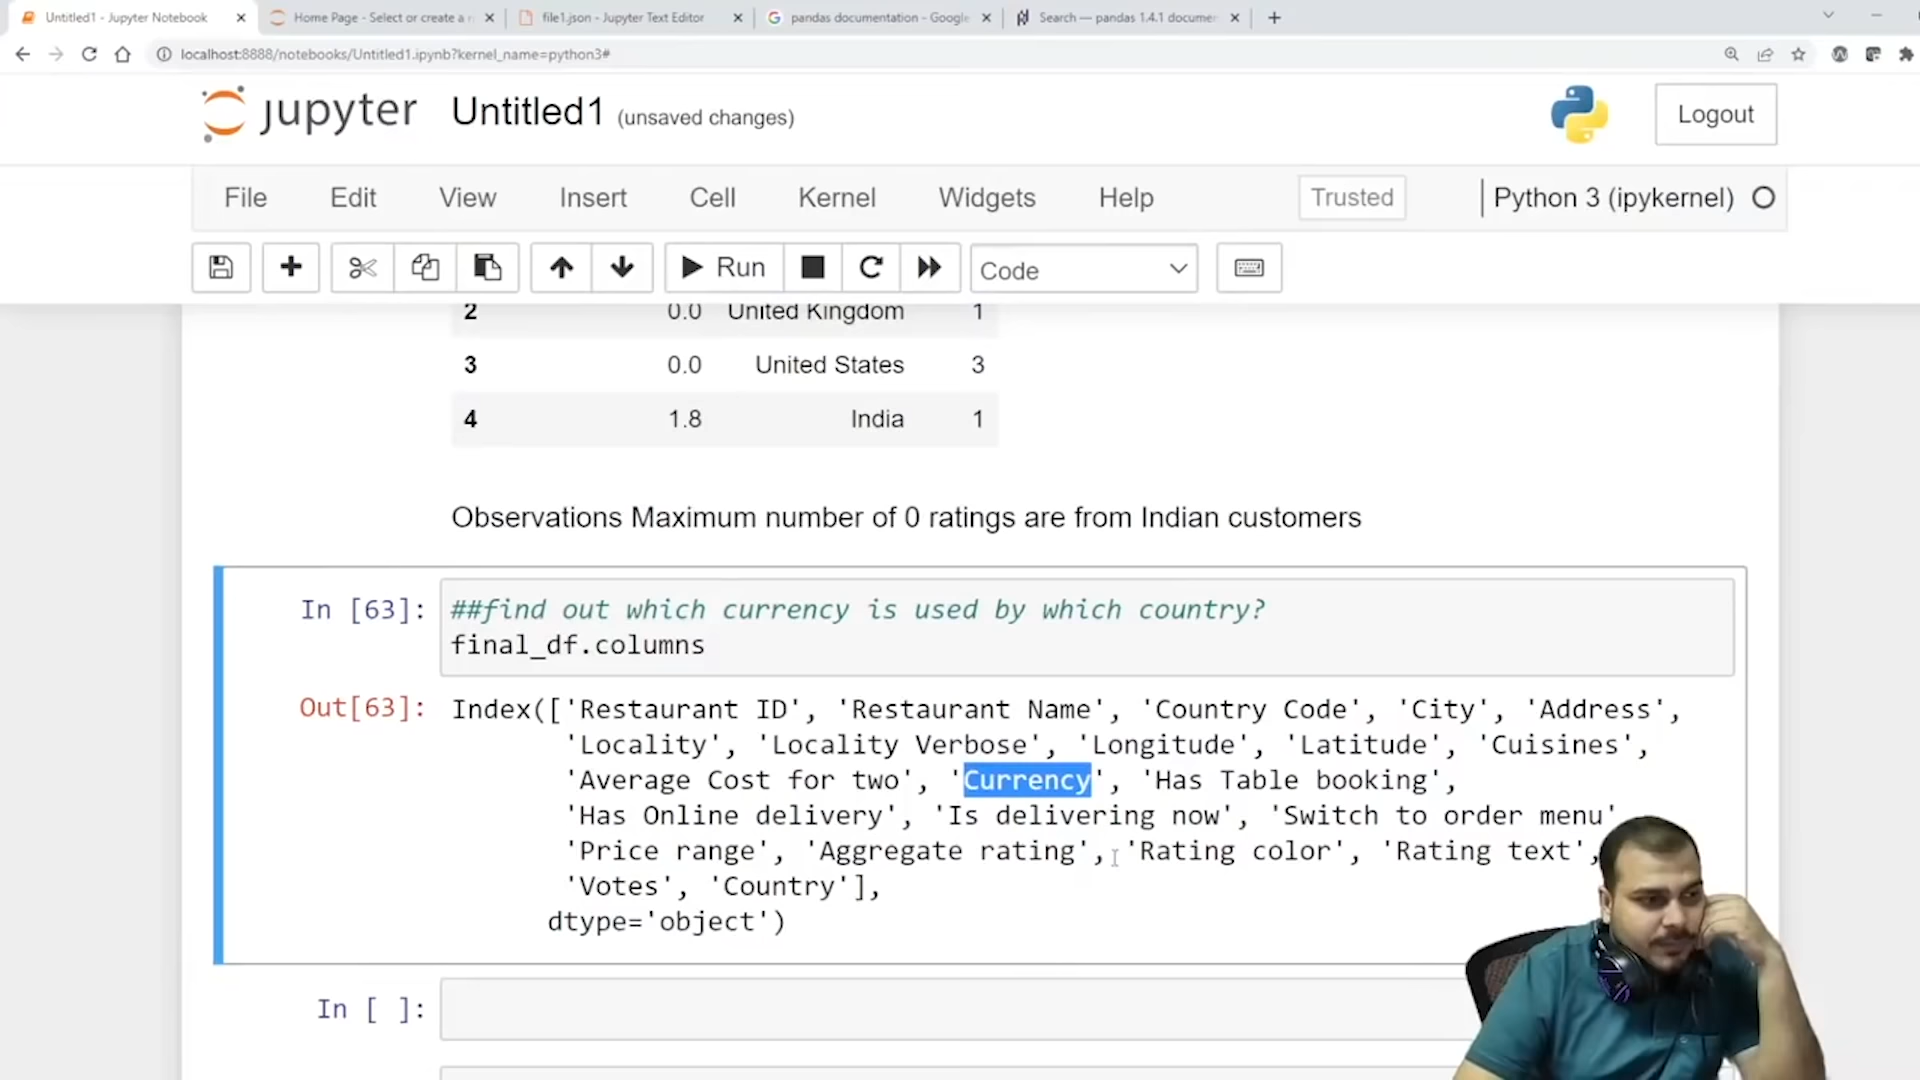 Untitled1 - Jupyter Notebook
Home Page - Select or create a n
file1.json - Jupyter Text Editor
pandas documentation - Google
Search — pandas 1.4.1 documen
localhost:8888/notebooks/Untitled1.ipynb?kernel_name=python3#
jupyter Untitled1 (unsaved changes)
Logout
File Edit View Insert Cell Kernel Widgets Help Trusted Python 3 (ipykernel)
Run Code
2 0.0 United Kingdom 1
3 0.0 United States 3
4 1.8 India 1
Observations Maximum number of 0 ratings are from Indian customers
In [63]: ##find out which currency is used by which country?
final_df.columns
Out[63]: Index(['Restaurant ID', 'Restaurant Name', 'Country Code', 'City', 'Address',
'Locality', 'Locality Verbose', 'Longitude', 'Latitude', 'Cuisines',
'Average Cost for two', 'Currency', 'Has Table booking',
'Has Online delivery', 'Is delivering now', 'Switch to order menu'
'Price range', 'Aggregate rating', 'Rating color', 'Rating text',
'Votes', 'Country'],
dtype='object')
In [ ]: